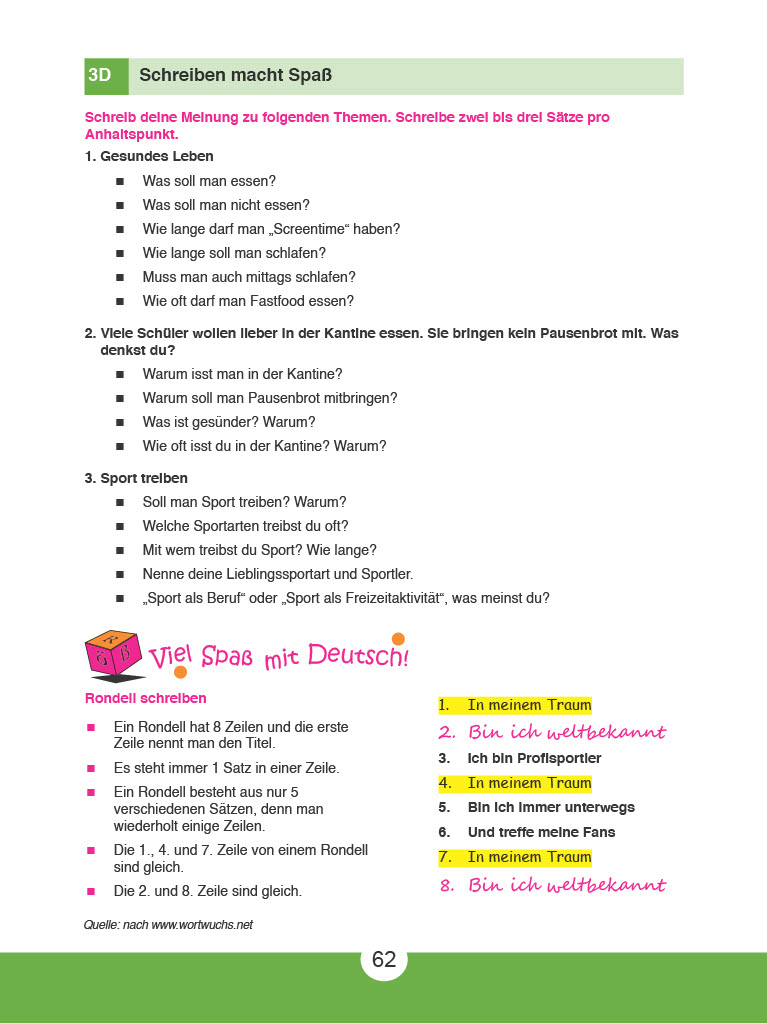 3D Schreiben macht Spaß
Schreib deine Meinung zu folgenden Themen. Schreibe zwei bis drei Sätze pro
Anhaltspunkt.
1. Gesundes Leben
■ Was soll man essen?
■ Was soll man nicht essen?
■ Wie lange darf man „Screentime“ haben?
■ Wie lange soll man schlafen?
■ Muss man auch mittags schlafen?
■ Wie oft darf man Fastfood essen?
2. Viele Schüler wollen lieber in der Kantine essen. Sie bringen kein Pausenbrot mit. Was
denkst du?
■ Warum isst man in der Kantine?
■ Warum soll man Pausenbrot mitbringen?
■ Was ist gesünder? Warum?
■ Wie oft isst du in der Kantine? Warum?
3. Sport treiben
■ Soll man Sport treiben? Warum?
■ Welche Sportarten treibst du oft?
■ Mit wem treibst du Sport? Wie lange?
■ Nenne deine Lieblingssportart und Sportler.
■ „Sport als Beruf“ oder „Sport als Freizeitaktivität“, was meinst du?
Viel Spaß mit Deutsch!
Rondell schreiben
■ Ein Rondell hat 8 Zeilen und die erste
Zeile nennt man den Titel.
■ Es steht immer 1 Satz in einer Zeile.
■ Ein Rondell besteht aus nur 5
verschiedenen Sätzen, denn man
wiederholt einige Zeilen.
■ Die 1., 4. und 7. Zeile von einem Rondell
sind gleich.
■ Die 2. und 8. Zeile sind gleich.
1. In meinem Traum
2. Bin ich weltbekannt
3. Ich bin Profisportler
4. In meinem Traum
5. Bin ich immer unterwegs
6. Und treffe meine Fans
7. In meinem Traum
8. Bin ich weltbekannt
Quelle: nach www.wortwuchs.net
62